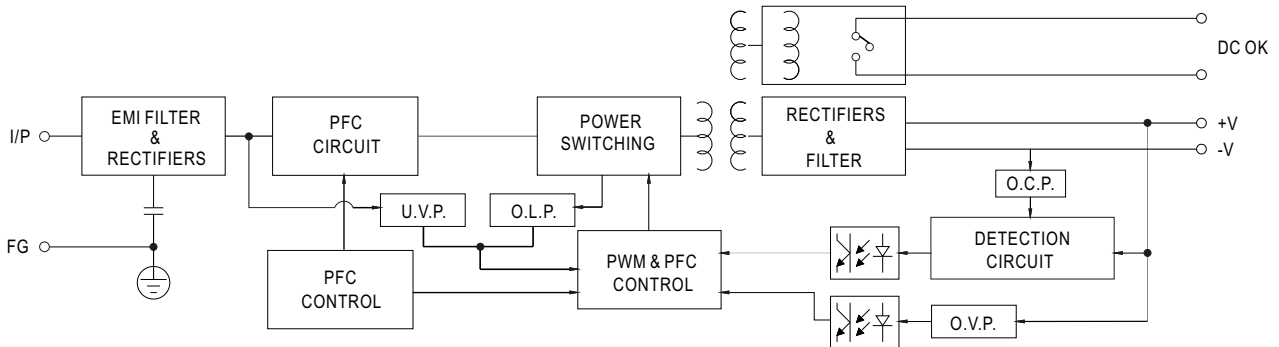 DC OK
I/P
EMI FILTER
&
RECTIFIERS
PFC
CIRCUIT
POWER
SWITCHING
RECTIFIERS
&
FILTER
+V
-V
O.C.P.
U.V.P.
O.L.P.
FG
PFC
CONTROL
PWM & PFC
CONTROL
DETECTION
CIRCUIT
O.V.P.